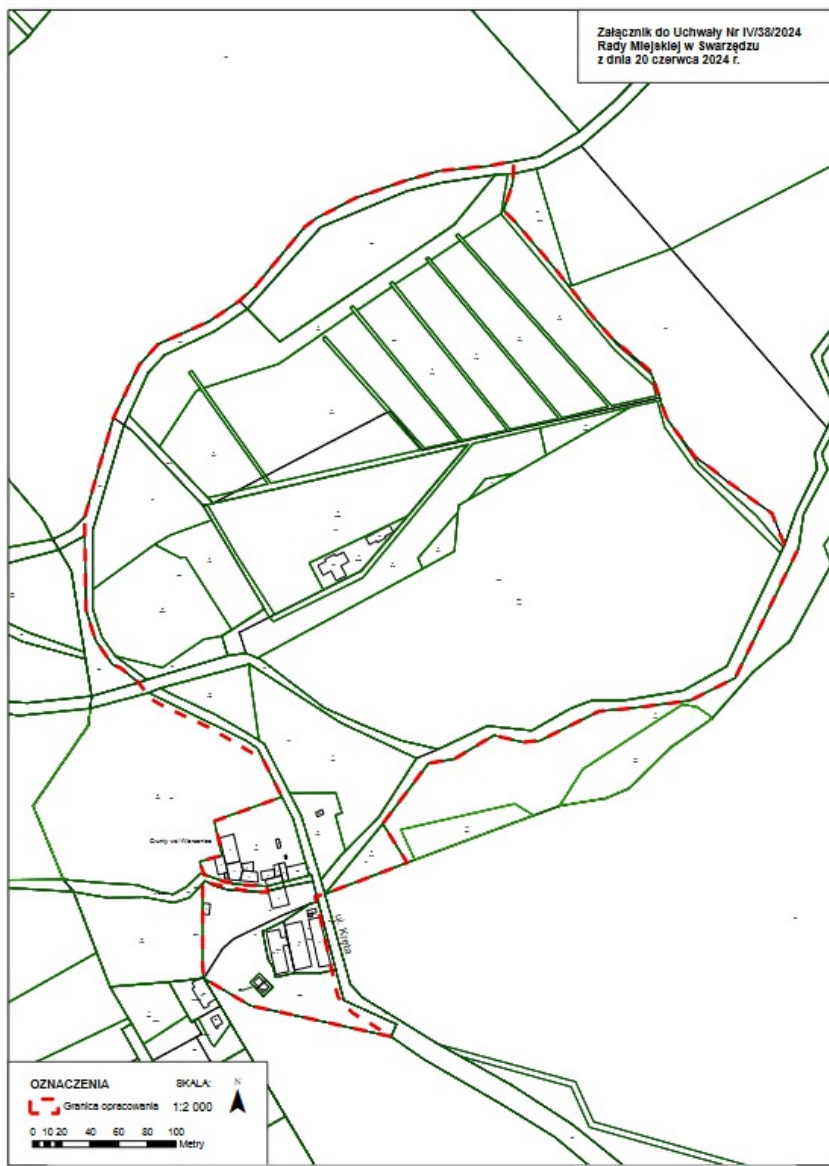 Załącznik do Uchwały Nr IV/38/2024
Rady Miejskiej w Swarzędzu
z dnia 20 czerwca 2024 r.
ul. Kręta
OZNACZENIA
SKALA:
N
Granica opracowania
1:2 000
0 10 20 40 60 80 100
Metry